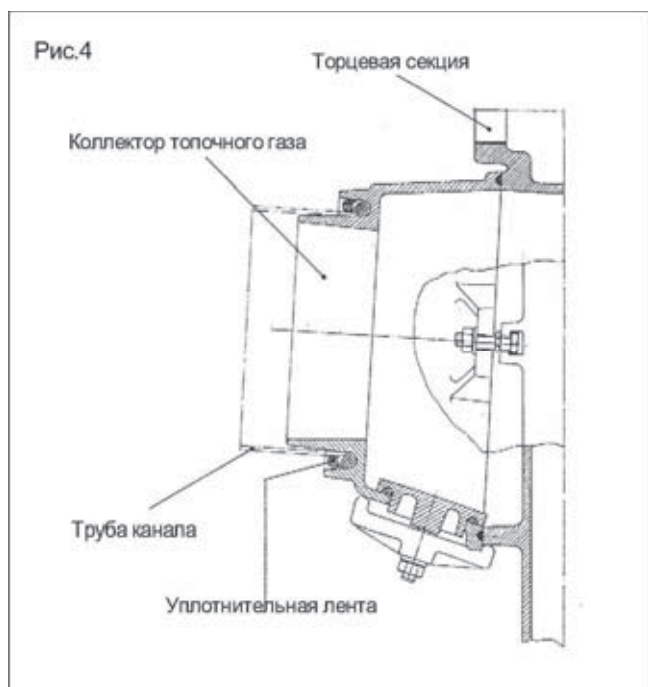 Рис.4
Торцевая секция
Коллектор топочного газа
Труба канала
Уплотнительная лента